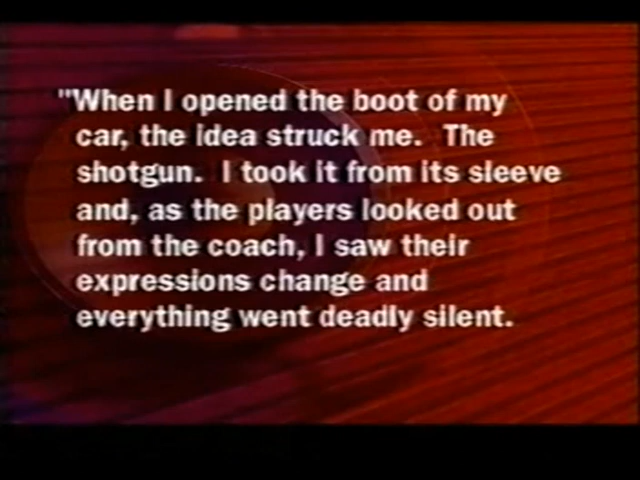 "When I opened the boot of my
car, the idea struck me.  The
shotgun.  I took it from its sleeve
and, as the players looked out
from the coach, I saw their
expressions change and
everything went deadly silent.